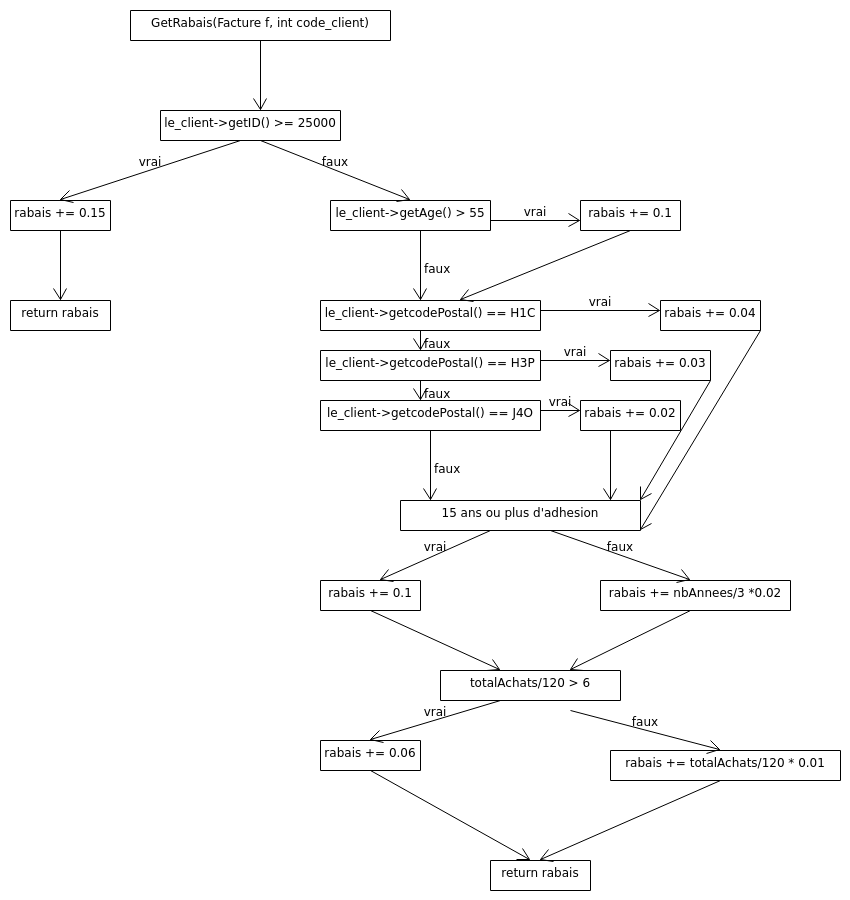 GetRabais(Facture f, int code_client)
le_client->getID() >= 25000
vrai
faux
rabais += 0.15
le_client->getAge() > 55
vrai
rabais += 0.1
faux
return rabais
le_client->getcodePostal() == H1C
vrai
rabais += 0.04
faux
le_client->getcodePostal() == H3P
vrai
rabais += 0.03
faux
le_client->getcodePostal() == J4O
vrai
rabais += 0.02
faux
15 ans ou plus d'adhesion
vrai
faux
rabais += 0.1
rabais += nbAnnees/3 *0.02
totalAchats/120 > 6
vrai
faux
rabais += 0.06
rabais += totalAchats/120 * 0.01
return rabais